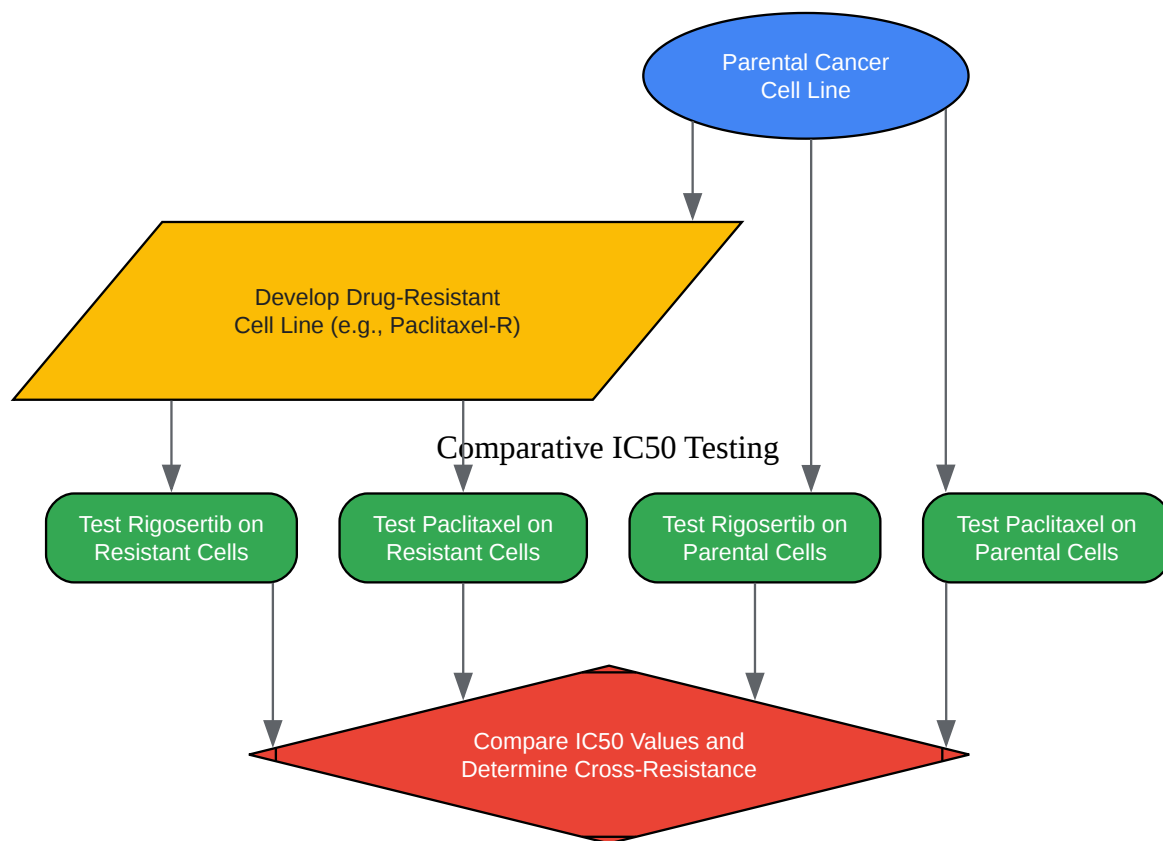 Parental Cancer
Cell Line
Develop Drug-Resistant
Cell Line (e.g., Paclitaxel-R)
Comparative IC50 Testing
Test Rigosertib on
Resistant Cells
Test Paclitaxel on
Resistant Cells
Test Rigosertib on
Parental Cells
Test Paclitaxel on
Parental Cells
Compare IC50 Values and
Determine Cross-Resistance